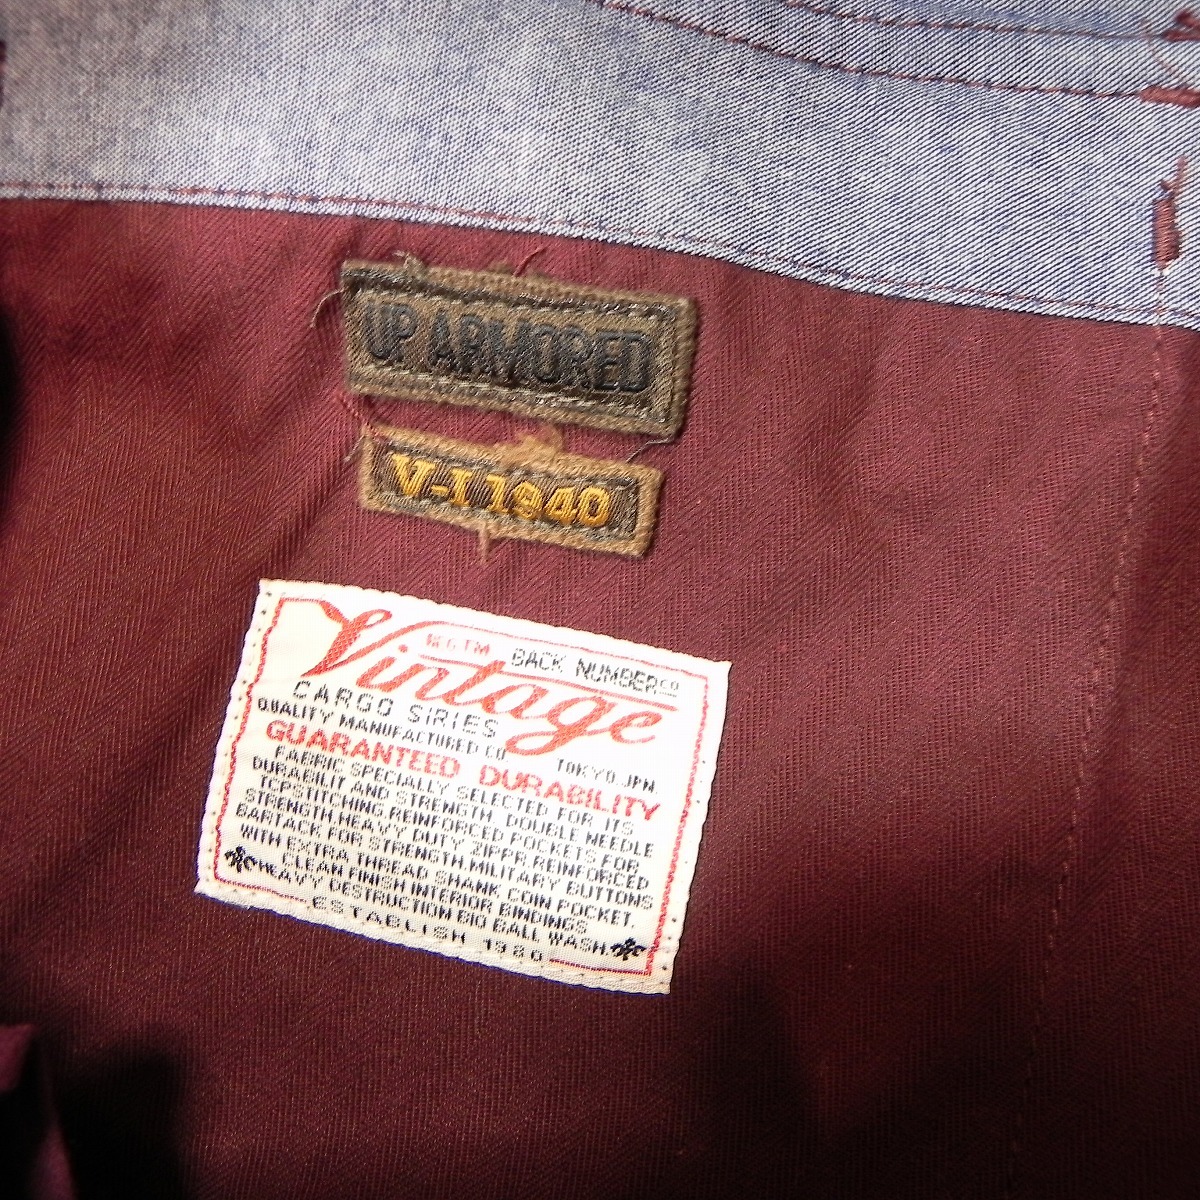 UP ARMORED
V-I 1940
REG.TM BACK NUMBER CO
Vintage
CARGO SIRIES
QUALITY MANUFACTURED CO TOKYO.JPN.
GUARANTEED DURABILITY
FABRIC SPECIALLY SELECTED FOR ITS
DURABILIT AND STRENGTH. DOUBLE NEEDLE
TOPSTITCHING.REINFORCED POCKETS FOR
STRENGTH.HEAVY DUTY ZIPPR.REINFORCED
BARTACK FOR STRENGTH.MILITARY BUTTONS
WITH EXTRA THREAD SHANK COIN POCKET.
CLEAN FINISH INTERIOR BINDINGS
HEAVY DESTRUCTION BIO BALL WASH.
ESTABLISH 1980